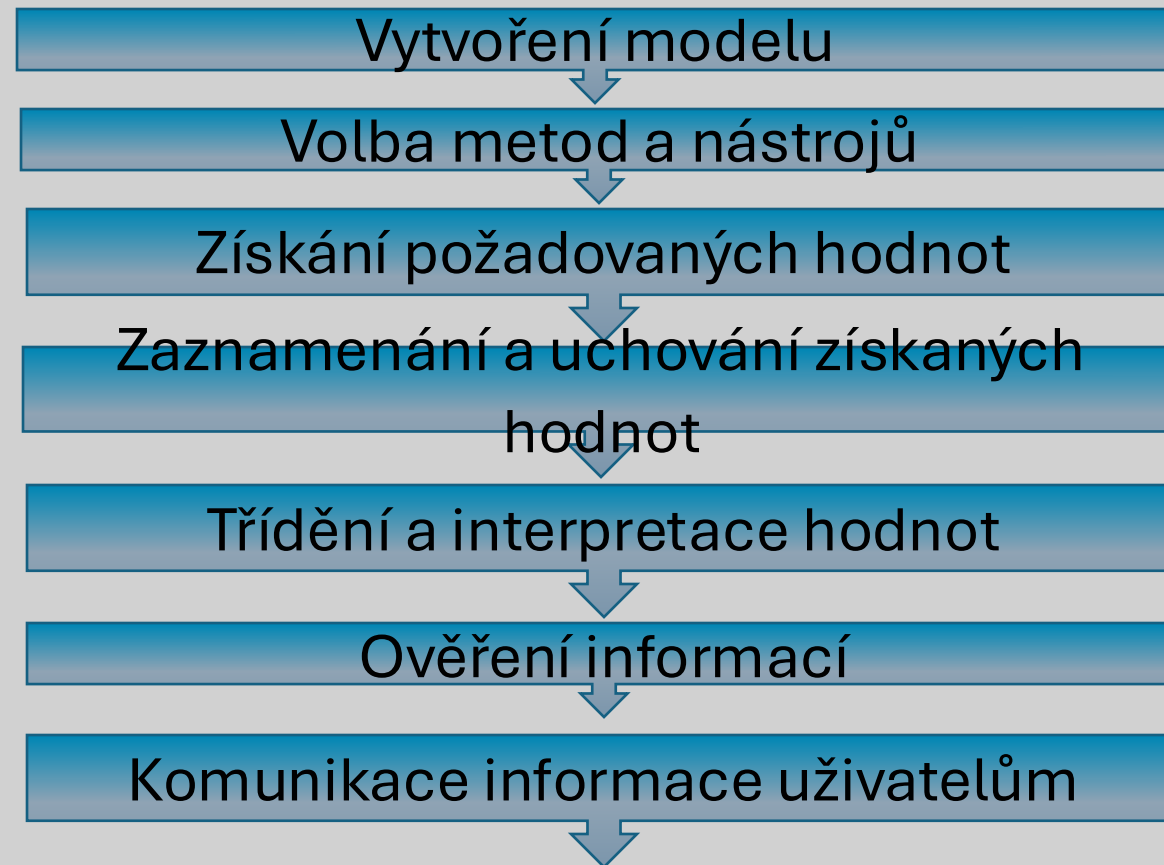 Vytvoření modelu
Volba metod a nástrojů
Získání požadovaných hodnot
Zaznamenání a uchování získaných
hodnot
Třídění a interpretace hodnot
Ověření informací
Komunikace informace uživatelům